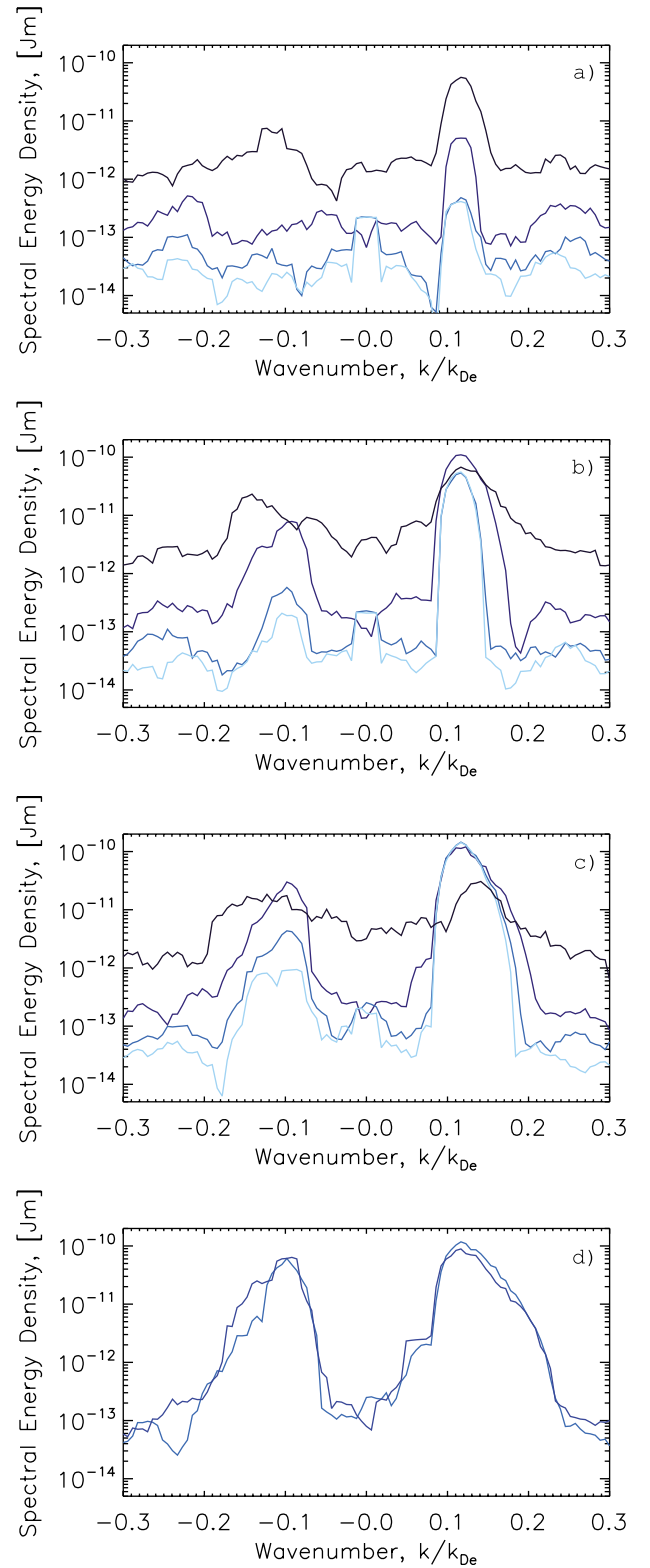 a)
Spectral Energy Density, [Jm]
10⁻¹⁰
10⁻¹¹
10⁻¹²
10⁻¹³
10⁻¹⁴
−0.3 −0.2 −0.1 −0.0 0.1 0.2 0.3
Wavenumber, k/k_De
b)
Spectral Energy Density, [Jm]
10⁻¹⁰
10⁻¹¹
10⁻¹²
10⁻¹³
10⁻¹⁴
−0.3 −0.2 −0.1 −0.0 0.1 0.2 0.3
Wavenumber, k/k_De
c)
Spectral Energy Density, [Jm]
10⁻¹⁰
10⁻¹¹
10⁻¹²
10⁻¹³
10⁻¹⁴
−0.3 −0.2 −0.1 −0.0 0.1 0.2 0.3
Wavenumber, k/k_De
d)
Spectral Energy Density, [Jm]
10⁻¹⁰
10⁻¹¹
10⁻¹²
10⁻¹³
10⁻¹⁴
−0.3 −0.2 −0.1 −0.0 0.1 0.2 0.3
Wavenumber, k/k_De